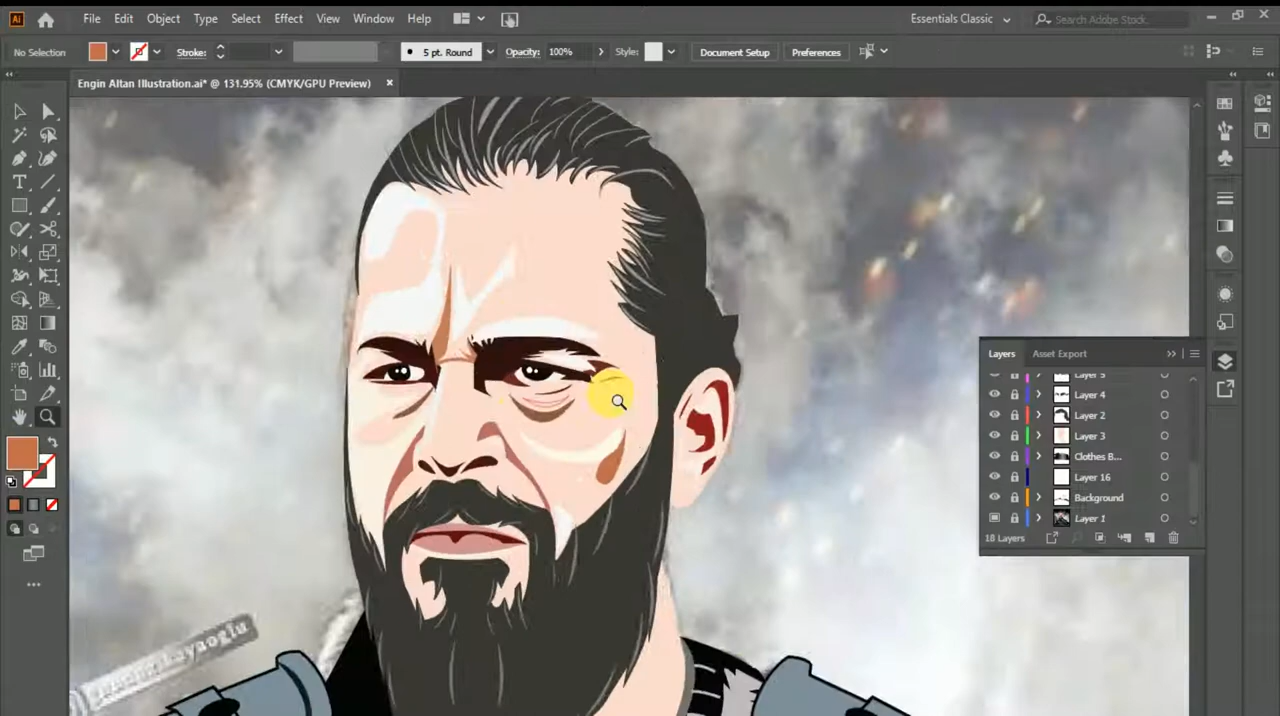 Ai File Edit Object Type Select Effect View Window Help Essentials Classic Search Adobe Stock
No Selection Stroke: 5 pt. Round Opacity: 100% Style: Document Setup Preferences
Engin Altan Illustration.ai* @ 131.95% (CMYK/GPU Preview)
Layers Asset Export
Layer 5
Layer 4
Layer 2
Layer 3
Clothes B...
Layer 16
Background
Layer 1
18 Layers